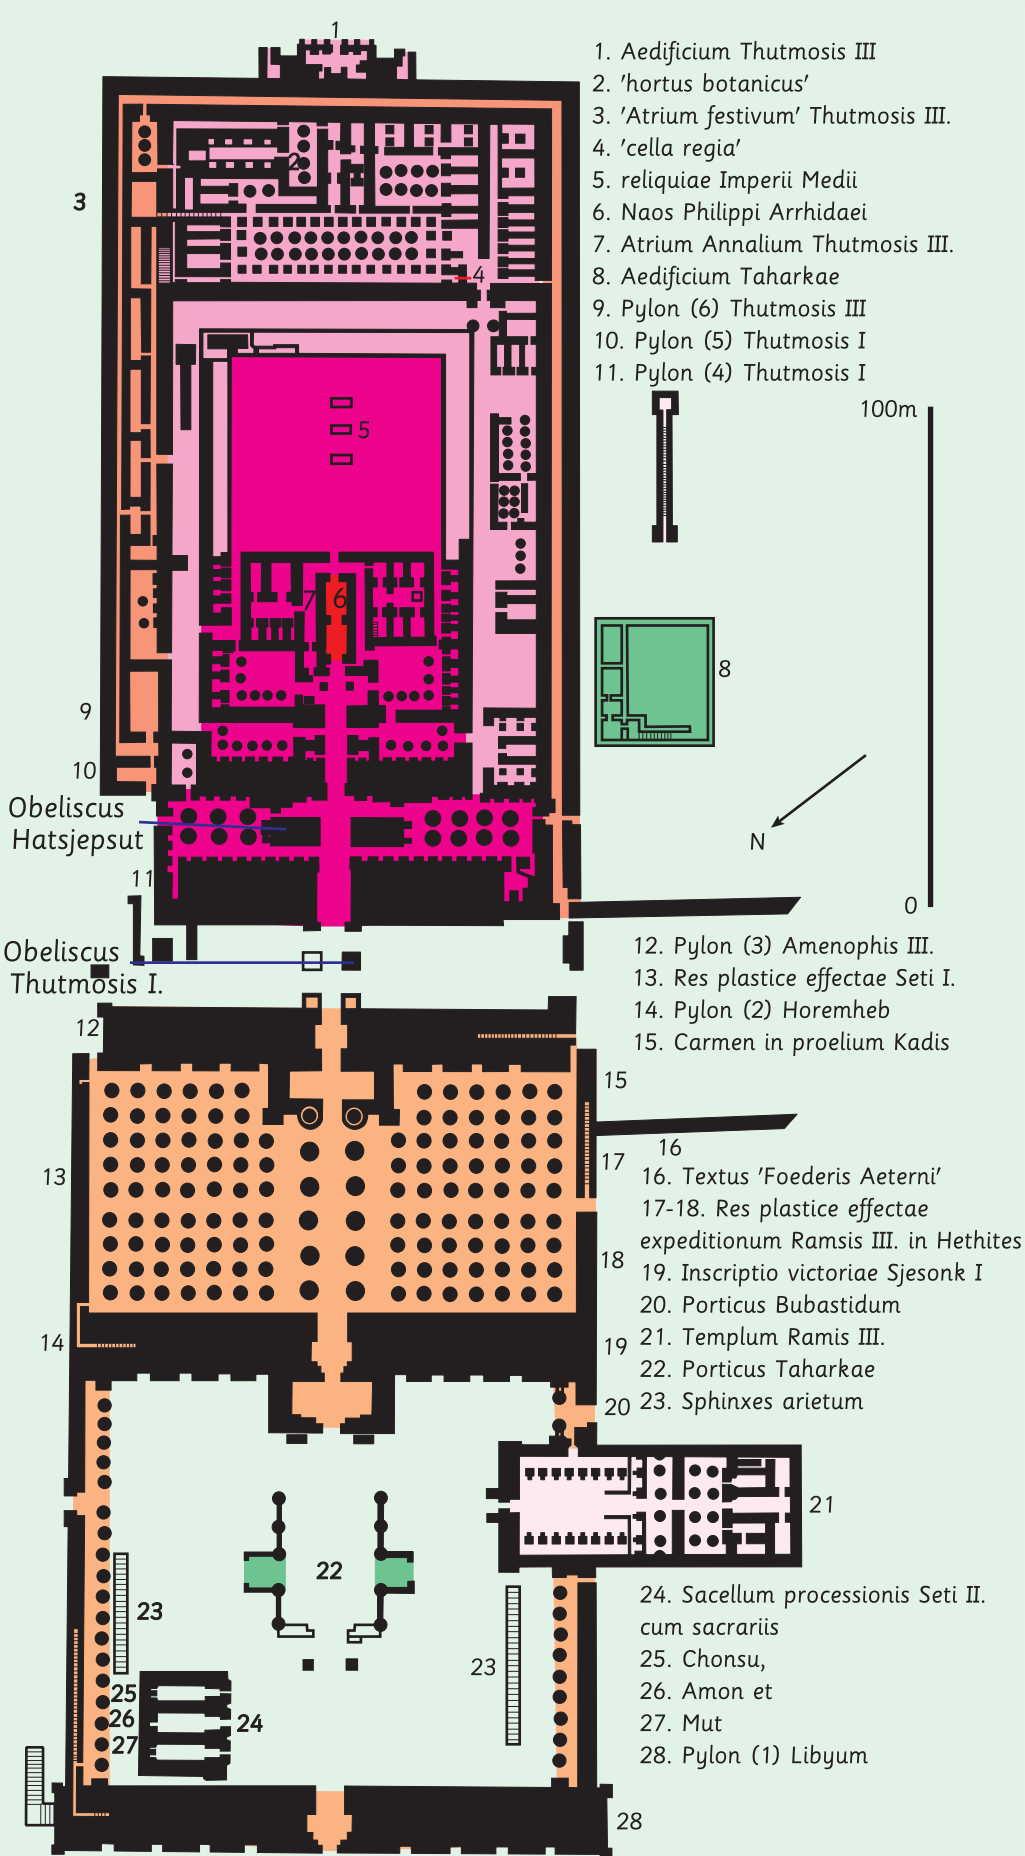 1
1. Aedificium Thutmosis III
2. 'hortus botanicus'
3. 'Atrium festivum' Thutmosis III.
4. 'cella regia'
5. reliquiae Imperii Medii
6. Naos Philippi Arrhidaei
7. Atrium Annalium Thutmosis III.
8. Aedificium Taharkae
9. Pylon (6) Thutmosis III
10. Pylon (5) Thutmosis I
11. Pylon (4) Thutmosis I
2
3
4
100m
5
7 6
8
9
10
Obeliscus
Hatsjepsut
N
11
0
Obeliscus
Thutmosis I.
12. Pylon (3) Amenophis III.
13. Res plastice effectae Seti I.
14. Pylon (2) Horemheb
15. Carmen in proelium Kadis
12
15
16
13
17
16. Textus 'Foederis Aeterni'
17-18. Res plastice effectae
expeditionum Ramsis III. in Hethites
19. Inscriptio victoriae Sjesonk I
20. Porticus Bubastidum
21. Templum Ramis III.
22. Porticus Taharkae
23. Sphinxes arietum
18
14
19
20
21
22
23
23
24. Sacellum processionis Seti II.
cum sacrariis
25. Chonsu,
26. Amon et
27. Mut
28. Pylon (1) Libyum
25
26
27
24
28